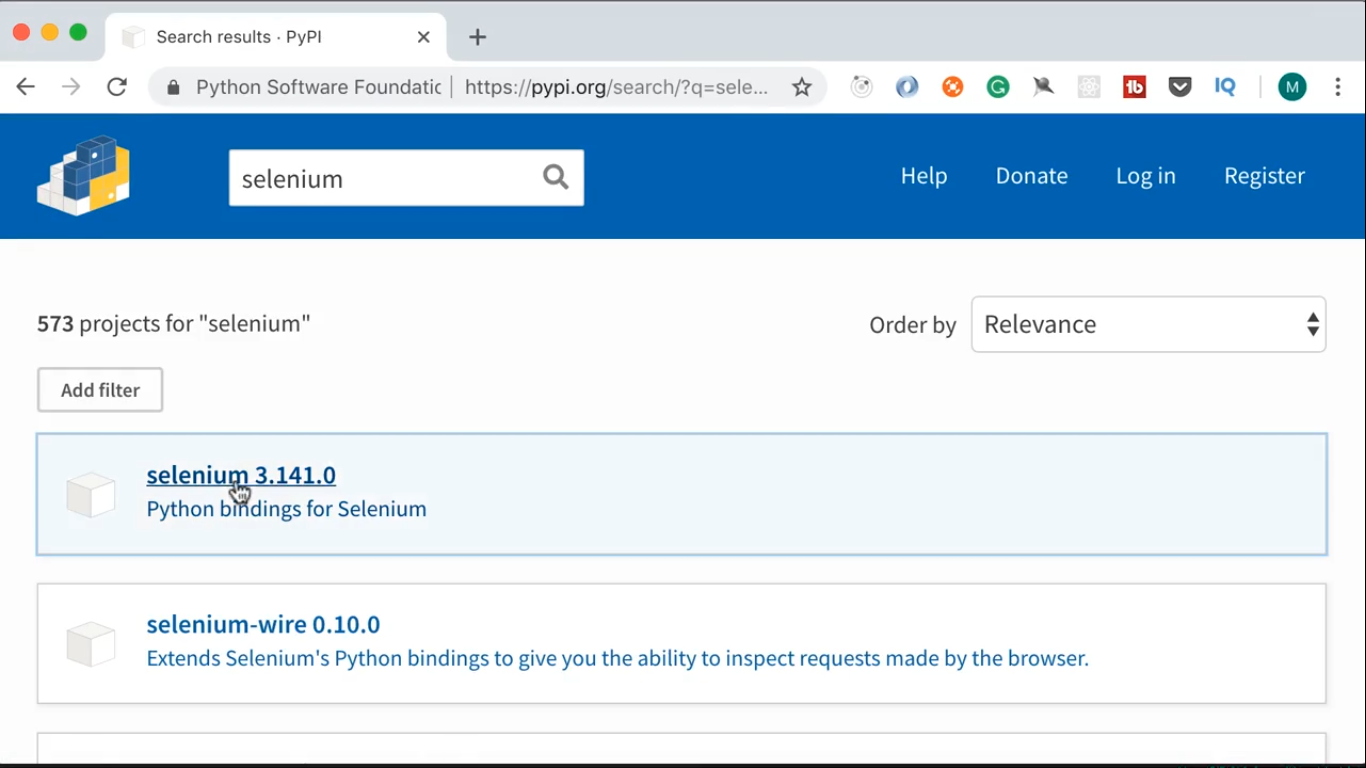 Search results · PyPI
Python Software Foundatic | https://pypi.org/search/?q=sele...
G
tb
IQ
M
selenium
Help
Donate
Log in
Register
573 projects for "selenium"
Order by
Relevance
Add filter
selenium 3.141.0
Python bindings for Selenium
selenium-wire 0.10.0
Extends Selenium's Python bindings to give you the ability to inspect requests made by the browser.